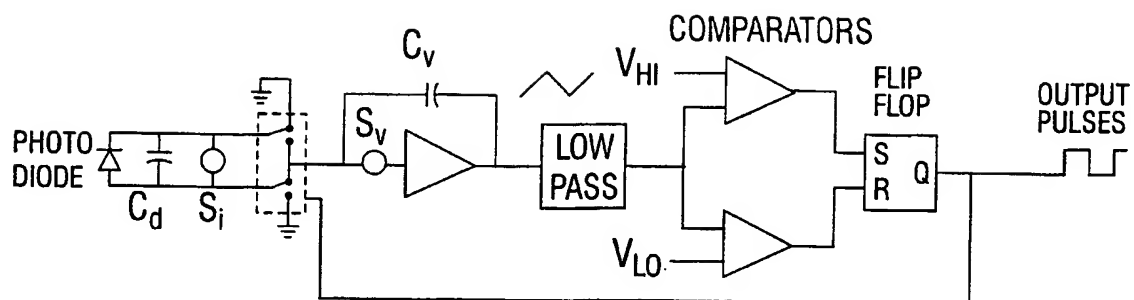 COMPARATORS
C_v
V_HI
FLIP
FLOP
OUTPUT
PULSES
PHOTO
DIODE
S_v
LOW
PASS
S
R
Q
C_d
S_i
V_LO